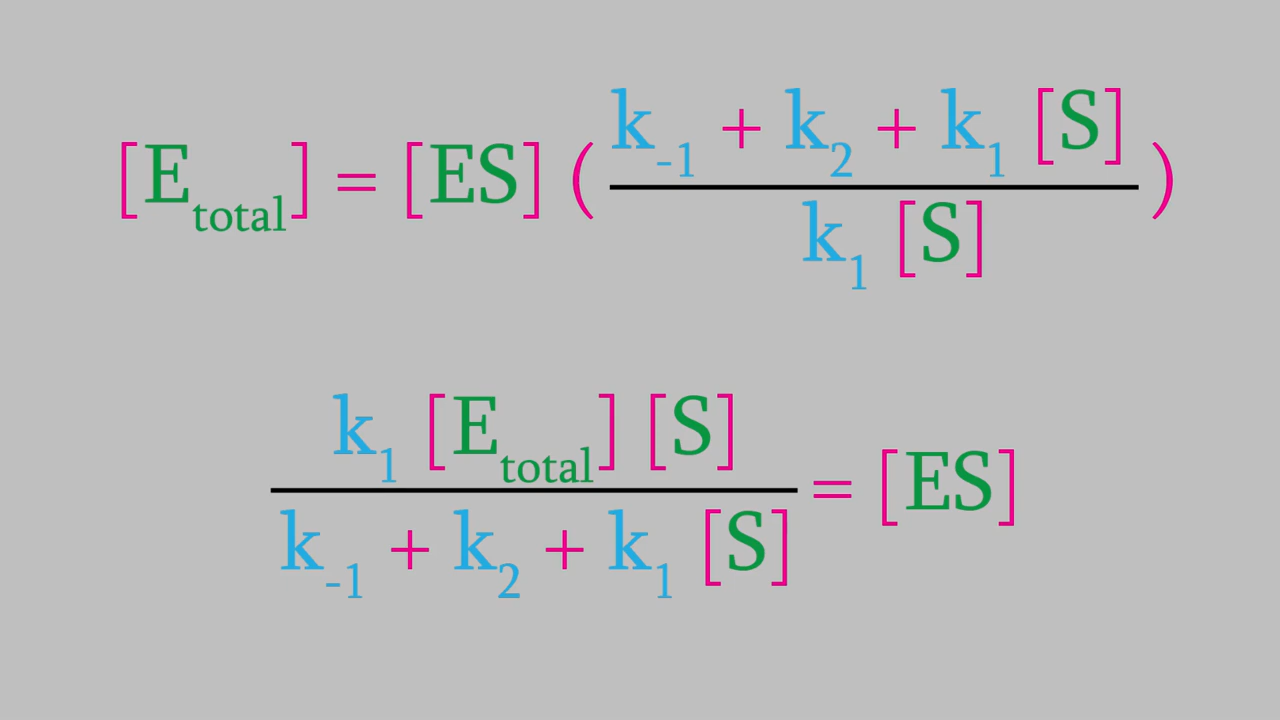 [E_total] = [ES] ( (k_-1 + k_2 + k_1 [S]) / (k_1 [S]) )
(k_1 [E_total] [S]) / (k_-1 + k_2 + k_1 [S]) = [ES]